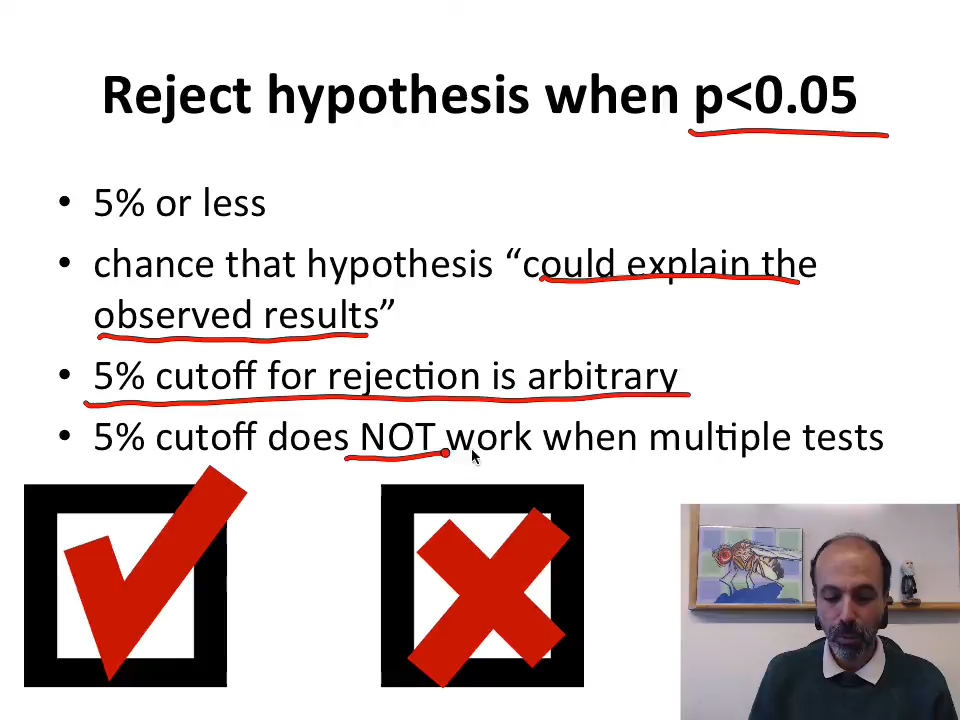 Reject hypothesis when p<0.05
• 5% or less
• chance that hypothesis “could explain the
observed results”
• 5% cutoff for rejection is arbitrary
• 5% cutoff does NOT work when multiple tests